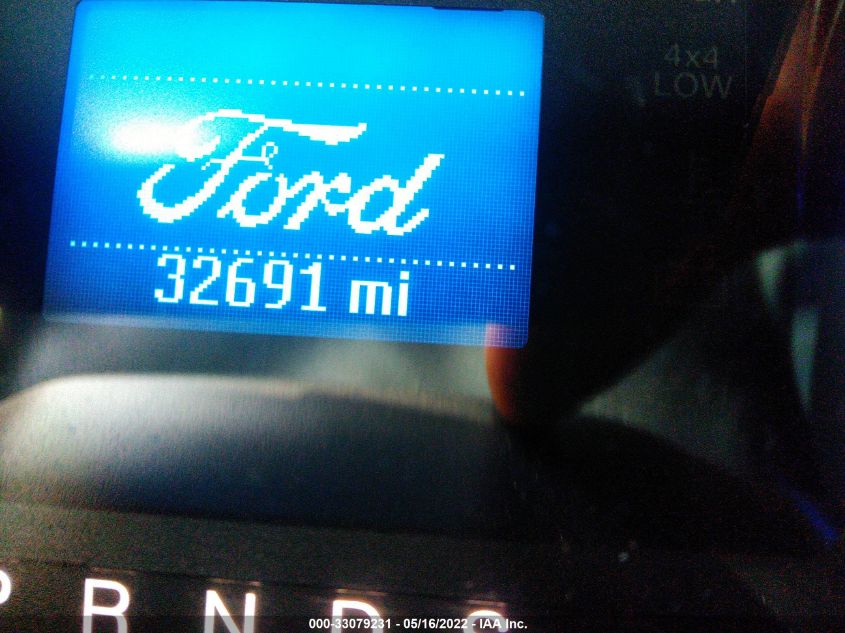 4x4
LOW
Ford
32691 mi
P R N D S
000-33079231 - 05/16/2022 - IAA Inc.